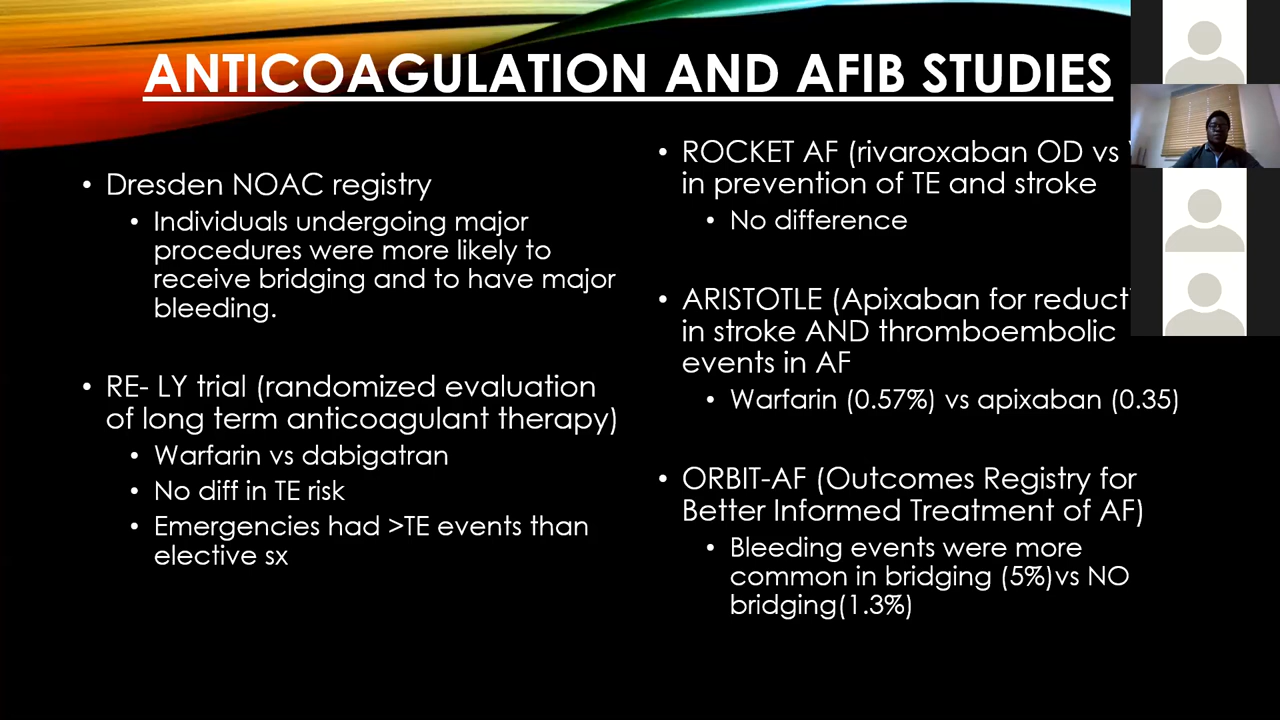 ANTICOAGULATION AND AFIB STUDIES
• Dresden NOAC registry
• Individuals undergoing major
procedures were more likely to
receive bridging and to have major
bleeding.
• RE- LY trial (randomized evaluation
of long term anticoagulant therapy)
• Warfarin vs dabigatran
• No diff in TE risk
• Emergencies had >TE events than
elective sx
• ROCKET AF (rivaroxaban OD vs
in prevention of TE and stroke
• No difference
• ARISTOTLE (Apixaban for
in stroke AND thromboembolic
events in AF
• Warfarin (0.57%) vs apixaban (0.35)
• ORBIT-AF (Outcomes Registry for
Better Informed Treatment of AF)
• Bleeding events were more
common in bridging (5%)vs NO
bridging(1.3%)